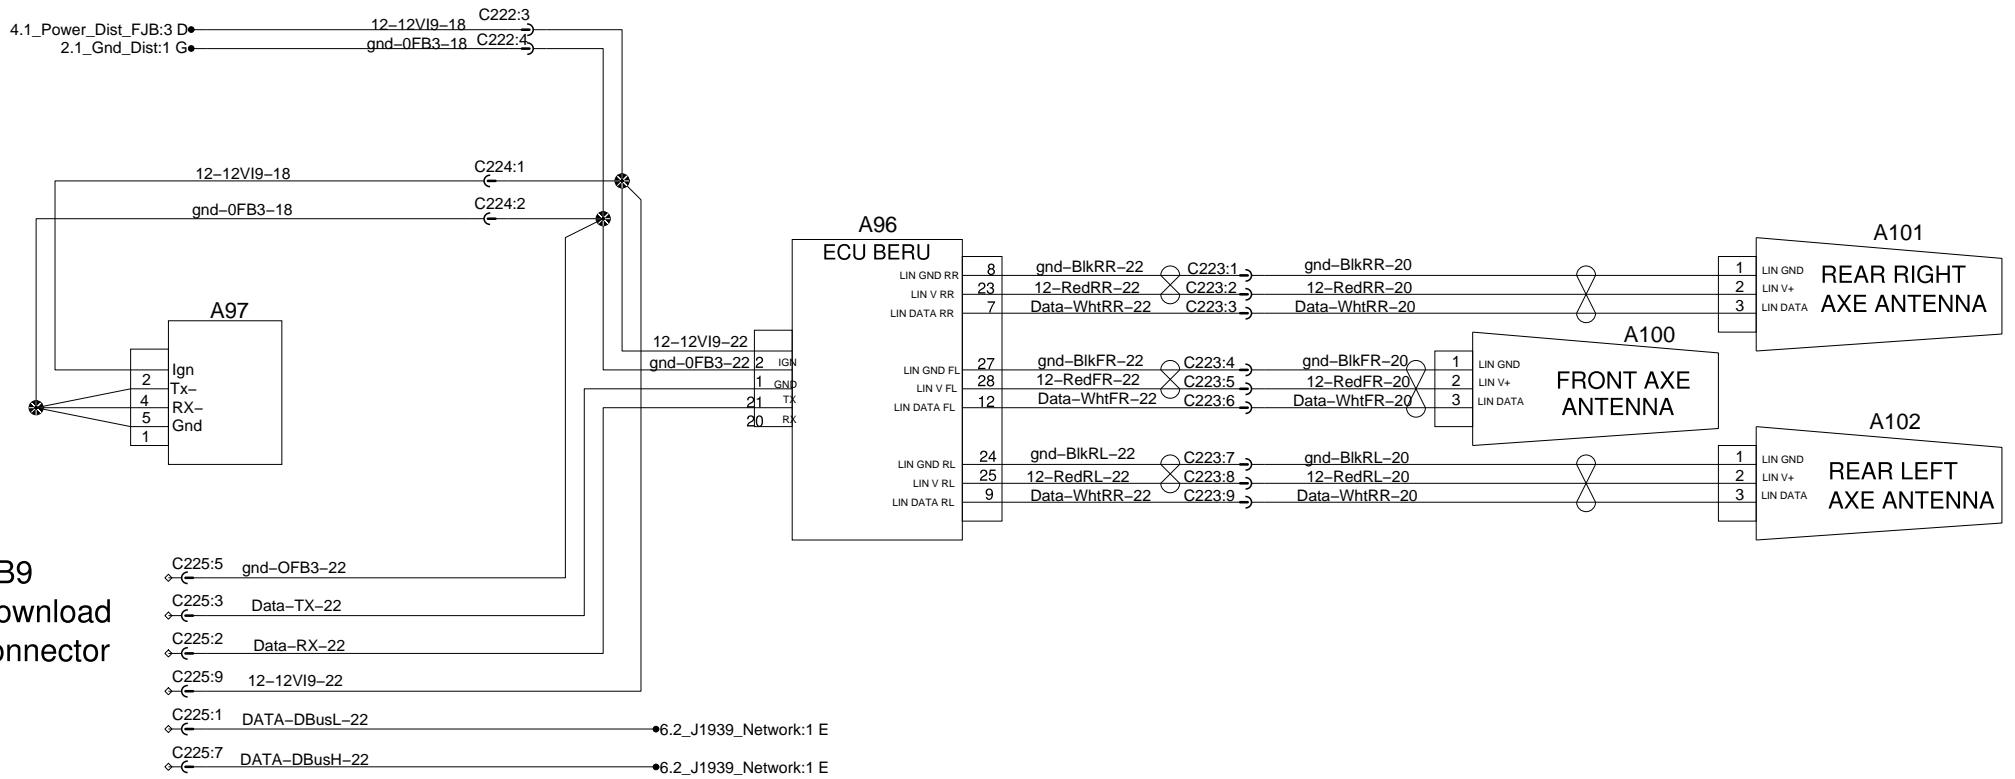 4.1_Power_Dist_FJB:3 D
12−12VI9−18
C222:3
2.1_Gnd_Dist:1 G
gnd−0FB3−18
C222:4
12−12VI9−18
C224:1
gnd−0FB3−18
C224:2
A97
Ign
2
Tx−
4
RX−
5
Gnd
1
A96
ECU BERU
12−12VI9−22
gnd−0FB3−22
2
IGN
1
GND
21
TX
20
RX
LIN GND RR
8
gnd−BlkRR−22
C223:1
gnd−BlkRR−20
LIN V RR
23
12−RedRR−22
C223:2
12−RedRR−20
LIN DATA RR
7
Data−WhtRR−22
C223:3
Data−WhtRR−20
A101
1
LIN GND
2
LIN V+
3
LIN DATA
REAR RIGHT
AXE ANTENNA
LIN GND FL
27
gnd−BlkFR−22
C223:4
gnd−BlkFR−20
LIN V FL
28
12−RedFR−22
C223:5
12−RedFR−20
LIN DATA FL
12
Data−WhtFR−22
C223:6
Data−WhtFR−20
A100
1
LIN GND
2
LIN V+
3
LIN DATA
FRONT AXE
ANTENNA
LIN GND RL
24
gnd−BlkRL−22
C223:7
gnd−BlkRL−20
LIN V RL
25
12−RedRL−22
C223:8
12−RedRL−20
LIN DATA RL
9
Data−WhtRR−22
C223:9
Data−WhtRR−20
A102
1
LIN GND
2
LIN V+
3
LIN DATA
REAR LEFT
AXE ANTENNA
B9
ownload
onnector
C225:5
gnd−OFB3−22
C225:3
Data−TX−22
C225:2
Data−RX−22
C225:9
12−12VI9−22
C225:1
DATA−DBusL−22
6.2_J1939_Network:1 E
C225:7
DATA−DBusH−22
6.2_J1939_Network:1 E